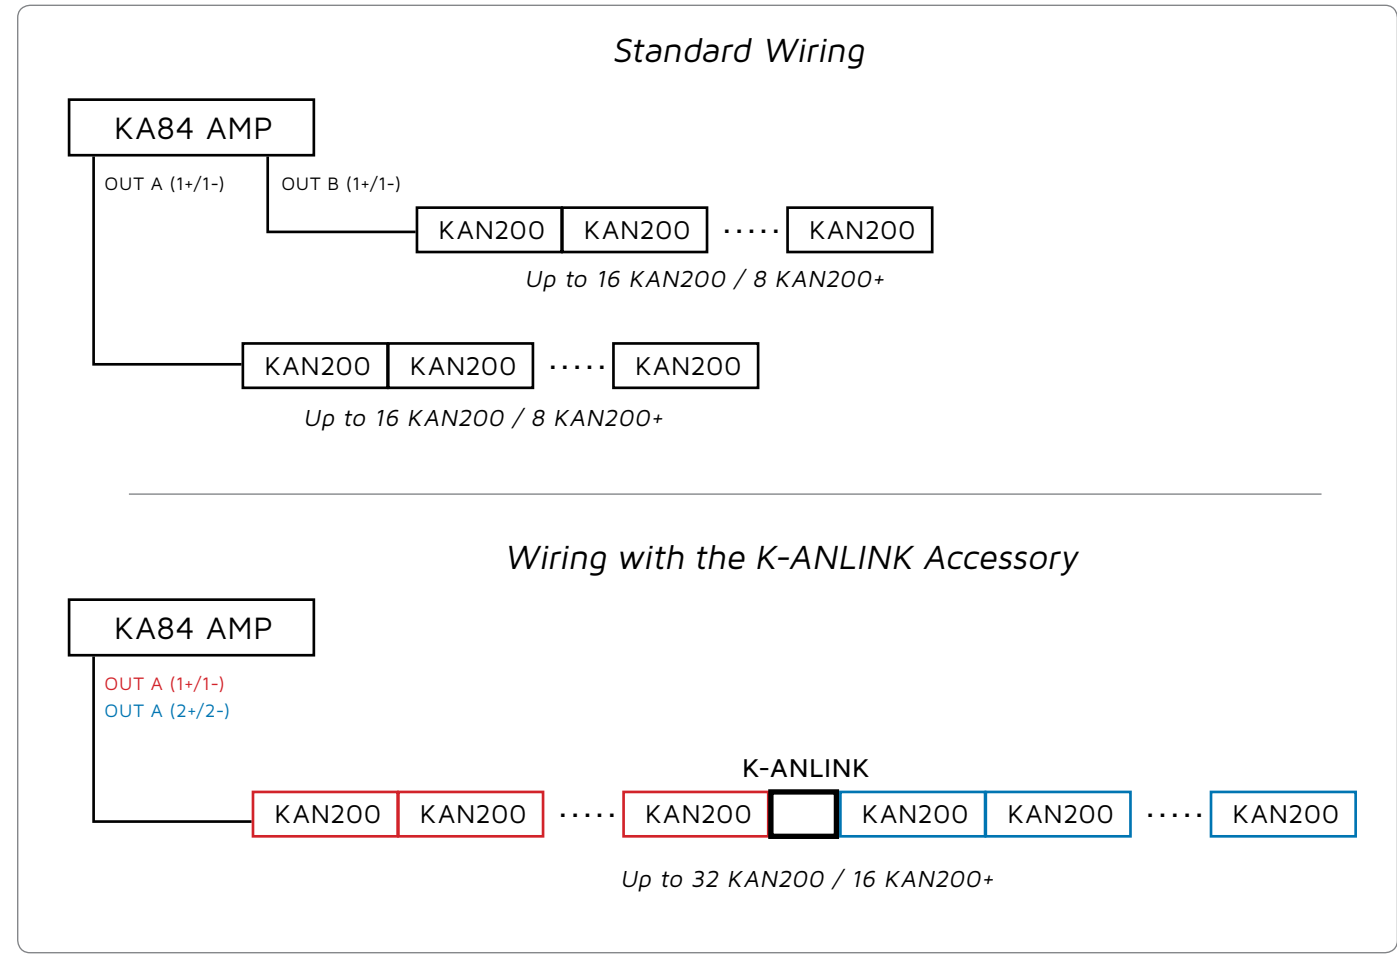 Standard Wiring
KA84 AMP
OUT A (1+/1-) OUT B (1+/1-)
KAN200 KAN200 ..... KAN200
Up to 16 KAN200 / 8 KAN200+
KAN200 KAN200 ..... KAN200
Up to 16 KAN200 / 8 KAN200+
Wiring with the K-ANLINK Accessory
KA84 AMP
OUT A (1+/1-)
OUT A (2+/2-)
K-ANLINK
KAN200 KAN200 ..... KAN200 KAN200 KAN200 ..... KAN200
Up to 32 KAN200 / 16 KAN200+